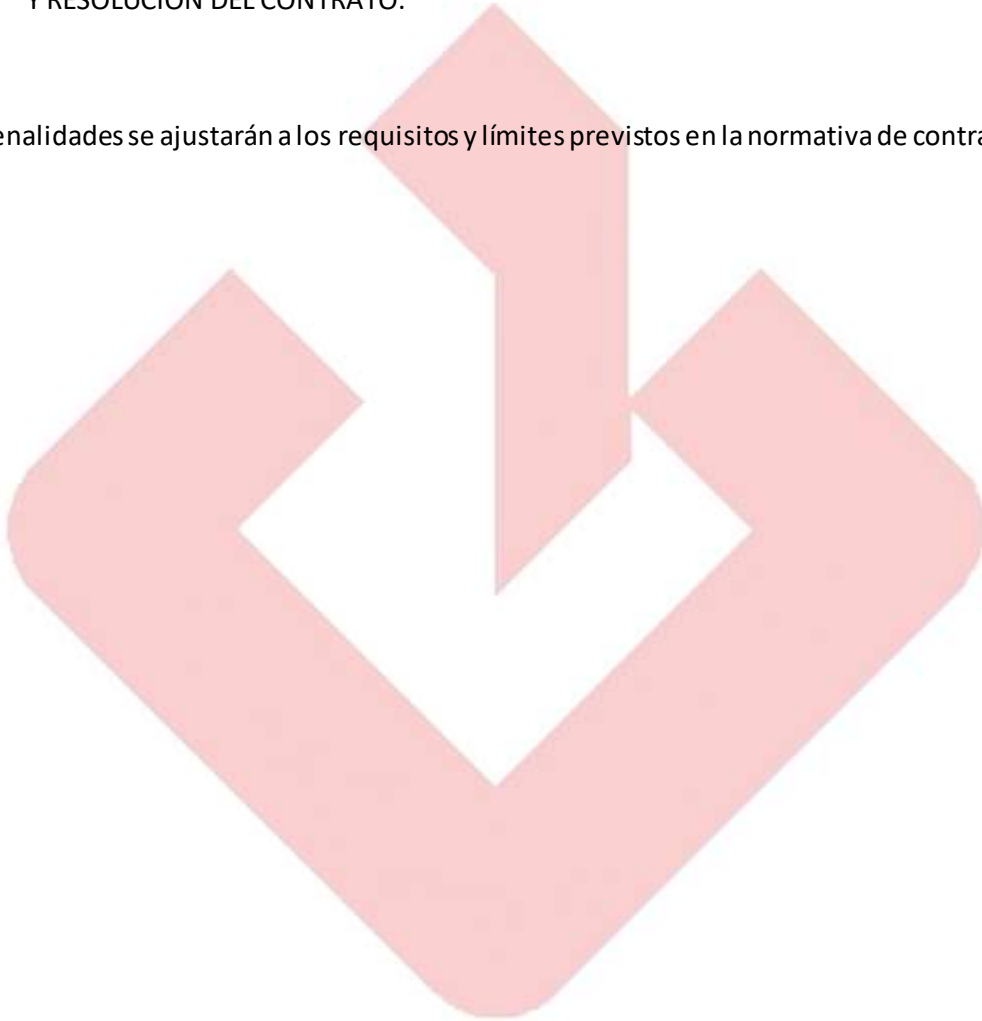 Y RESOLUCIÓN DEL CONTRATO.
enalidades se ajustarán a los requisitos y límites previstos en la normativa de contra